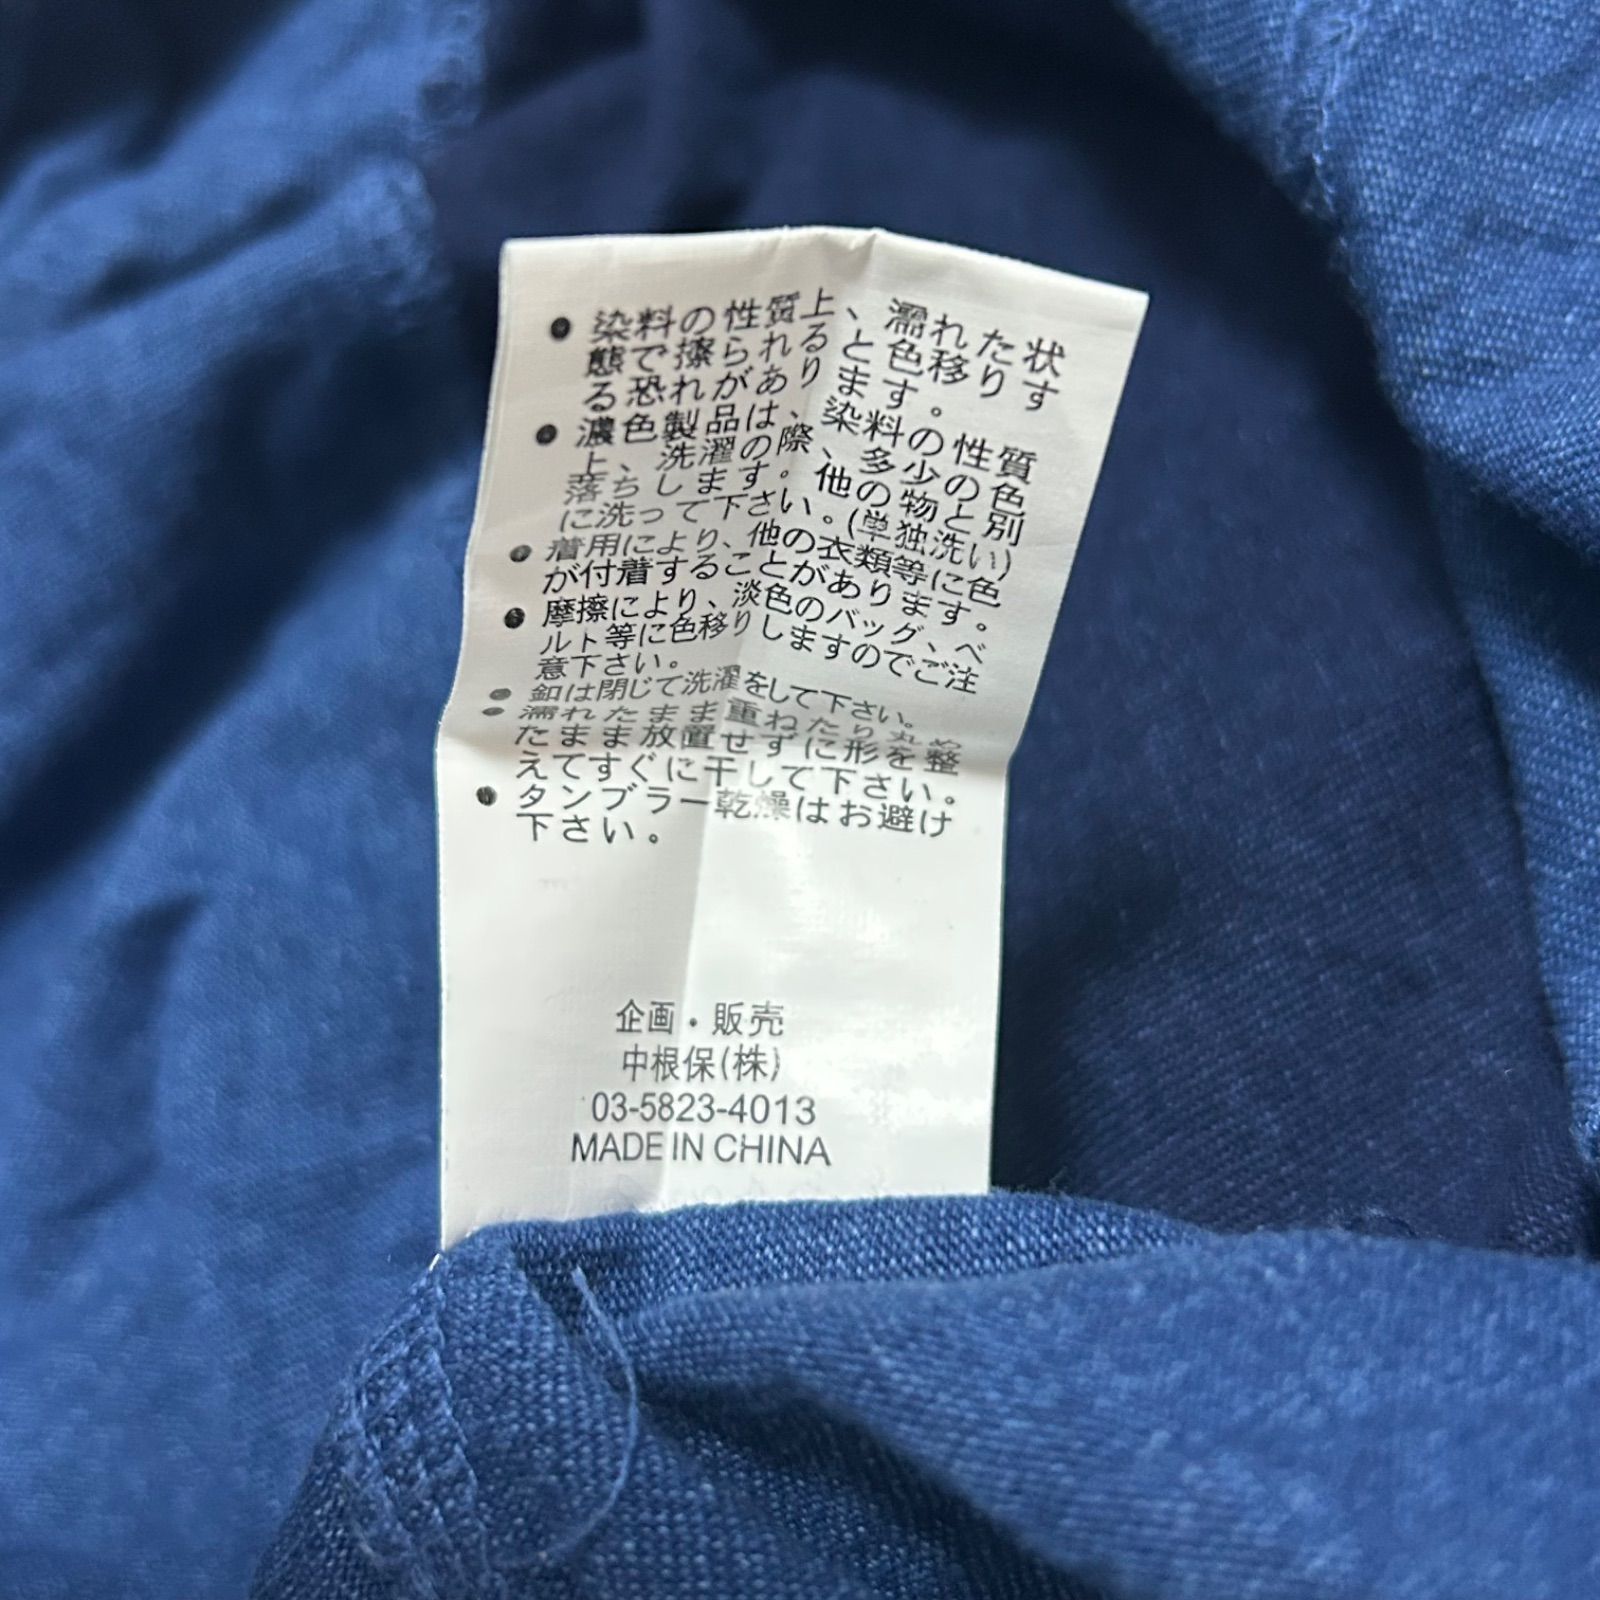 ● 染料の性質上、濡れたり状
態で擦られると色移りす
る恐れがあります。
● 濃色製品は、染料の性質
上、洗濯の際、多少の色
落ちします。他の物と別
に洗って下さい。(単独洗い)
● 着用により、他の衣類等に色
が付着することがあります。
● 摩擦により、淡色のバッグ、ベ
ルト等に色移りしますのでご注
意下さい。
● 釦は閉じて洗濯をして下さい。
● 濡れたまま重ねたり丸め
たまま放置せずに形を整
えてすぐに干して下さい。
● タンブラー乾燥はお避け
下さい。
企画・販売
中根保(株)
03-5823-4013
MADE IN CHINA